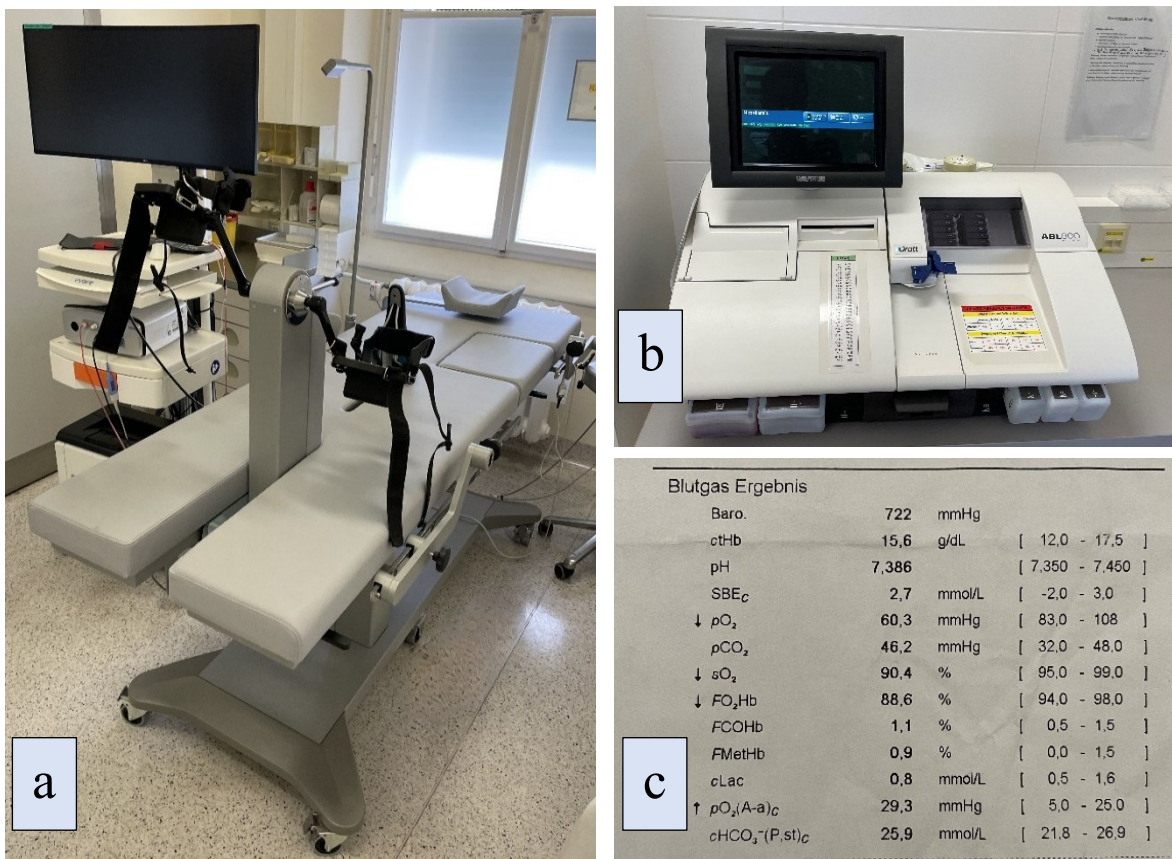 a
b
ABL800
c
Blutgas Ergebnis
Baro. 722 mmHg
ctHb 15,6 g/dL [ 12,0 - 17,5 ]
pH 7,386 [ 7,350 - 7,450 ]
SBEC 2,7 mmol/L [ -2,0 - 3,0 ]
↓ pO₂ 60,3 mmHg [ 83,0 - 108 ]
pCO₂ 46,2 mmHg [ 32,0 - 48,0 ]
↓ sO₂ 90,4 % [ 95,0 - 99,0 ]
↓ FO₂Hb 88,6 % [ 94,0 - 98,0 ]
FCOHb 1,1 % [ 0,5 - 1,5 ]
FMetHb 0,9 % [ 0,0 - 1,5 ]
cLac 0,8 mmol/L [ 0,5 - 1,6 ]
↑ pO₂(A-a)c 29,3 mmHg [ 5,0 - 25,0 ]
cHCO₃⁻(P,st)c 25,9 mmol/L [ 21,8 - 26,9 ]